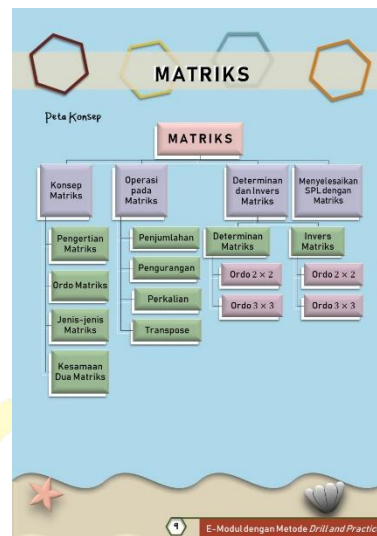 MATRIKS
Peta Konsep
MATRIKS
Konsep
Matriks
Operasi
pada
Matriks
Determinan
dan Invers
Matriks
Menyelesaikan
SPL dengan
Matriks
Pengertian
Matriks
Ordo Matriks
Jenis-jenis
Matriks
Kesamaan
Dua Matriks
Penjumlahan
Pengurangan
Perkalian
Transpose
Determinan
Matriks
Ordo 2 × 2
Ordo 3 × 3
Invers
Matriks
Ordo 2 × 2
Ordo 3 × 3
9
E-Modul dengan Metode Drill and Practic